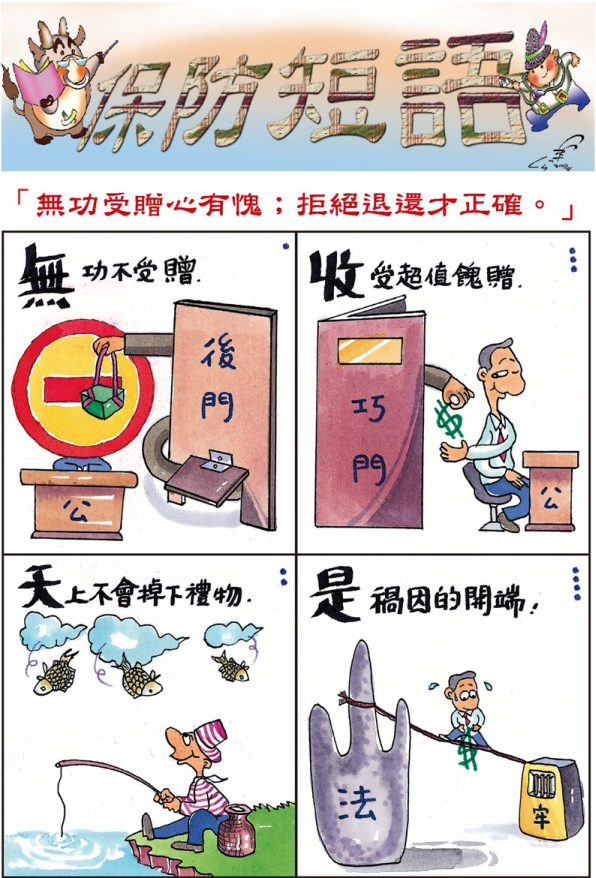 保防短語
「無功受贈心有愧；拒絕退還才正確。」
無功不受贈.
後門
公
天上不會掉下禮物.
收受超值餽贈.
巧門
$
公
是禍因的開端!
$
法
牢